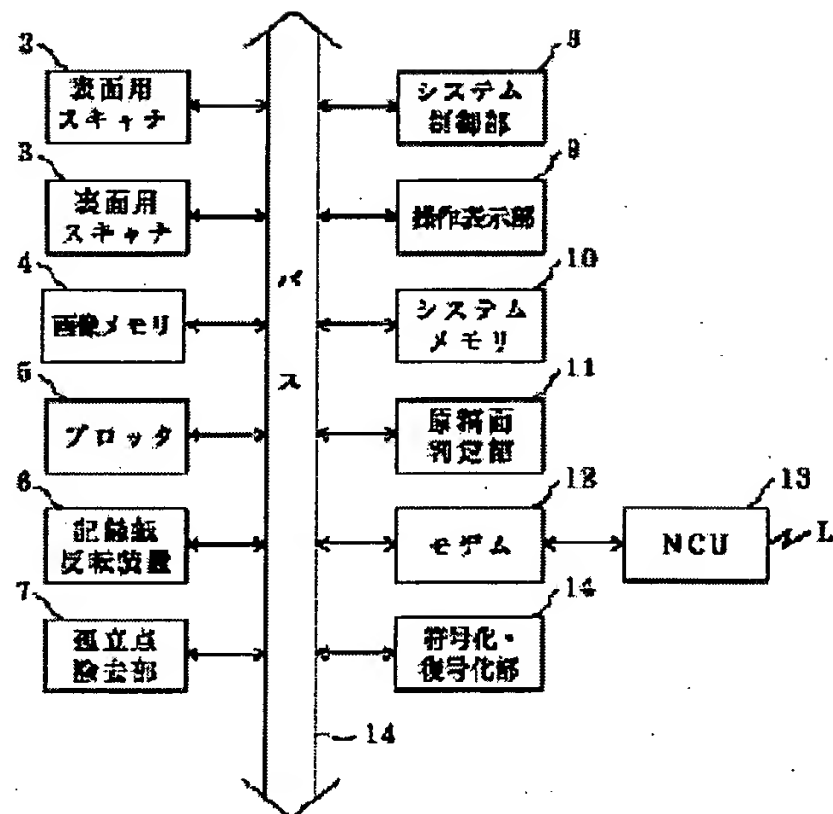 2
表面用
スキャナ
3
裏面用
スキャナ
4
画像メモリ
5
プロッタ
6
記録紙
反転装置
7
孤立点
除去部
バ
ス
8
システム
制御部
9
操作表示部
10
システム
メモリ
11
原稿面
判定部
12
モデム
13
NCU
L
14
符号化・
復号化部
14